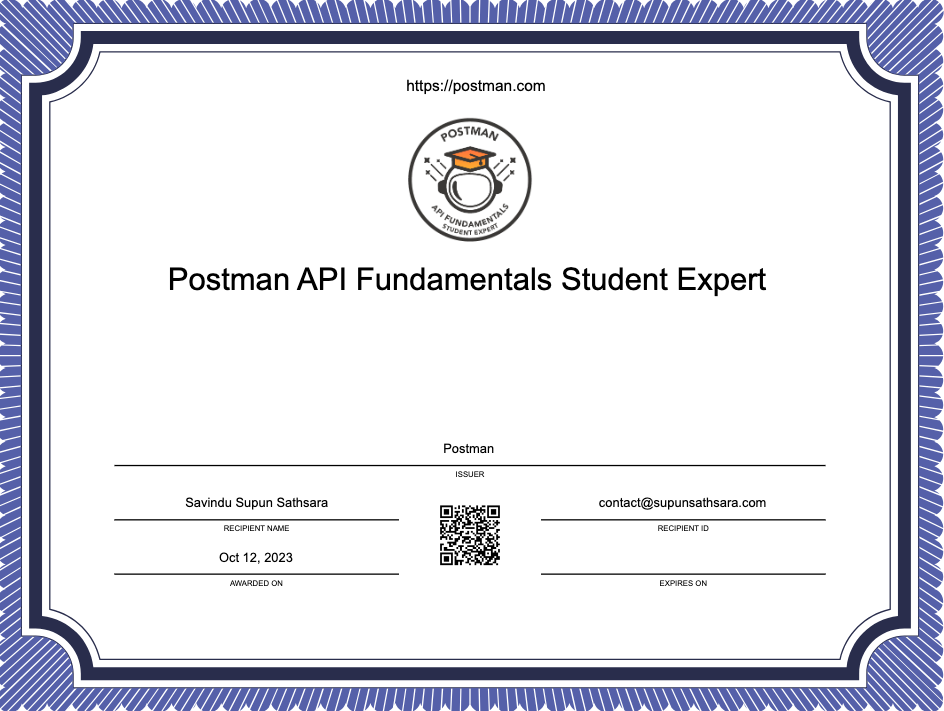 https://postman.com
POSTMAN
API FUNDAMENTALS
STUDENT EXPERT
Postman API Fundamentals Student Expert
Postman
ISSUER
Savindu Supun Sathsara
contact@supunsathsara.com
RECIPIENT NAME
RECIPIENT ID
Oct 12, 2023
AWARDED ON
EXPIRES ON